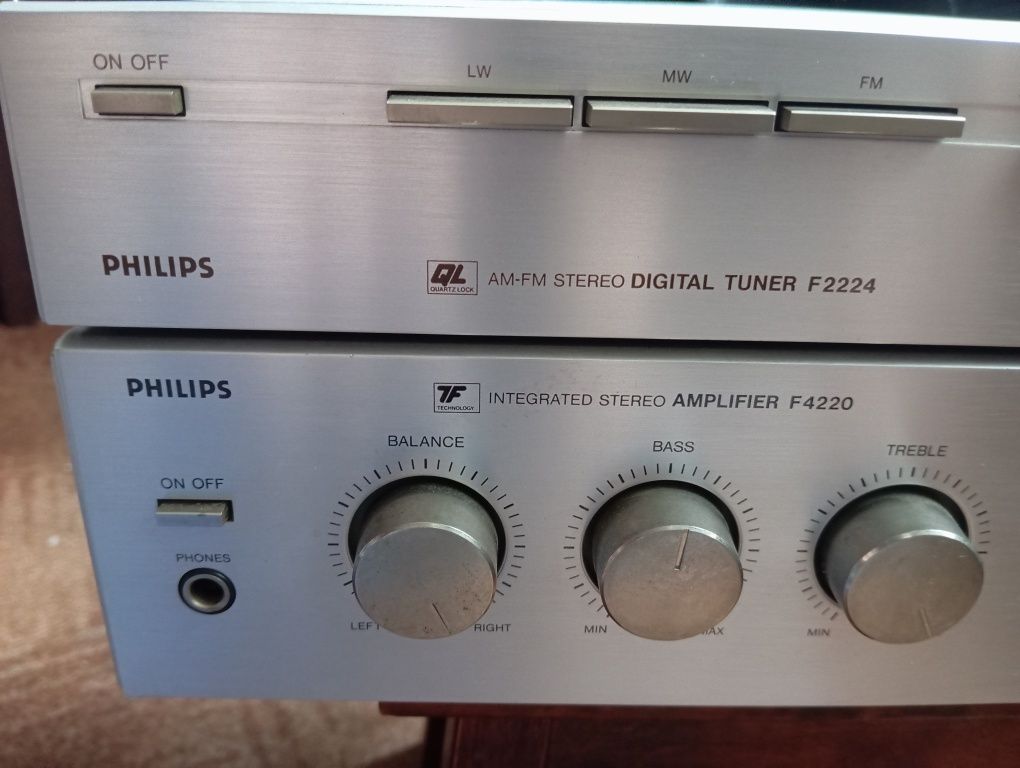 ON OFF
LW
MW
FM
PHILIPS
QL
QUARTZ LOCK
AM-FM STEREO DIGITAL TUNER F2224
PHILIPS
TF
TECHNOLOGY
INTEGRATED STEREO AMPLIFIER F4220
BALANCE
BASS
TREBLE
ON OFF
PHONES
LEFT
RIGHT
MIN
MAX
MIN